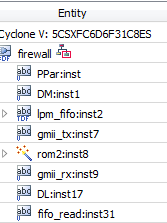 Entity
Cyclone V: 5CSXFC6D6F31C8ES
firewall
PPar:inst
DM:inst1
lpm_fifo:inst2
gmii_tx:inst7
rom2:inst8
gmii_rx:inst9
DL:inst17
fifo_read:inst31